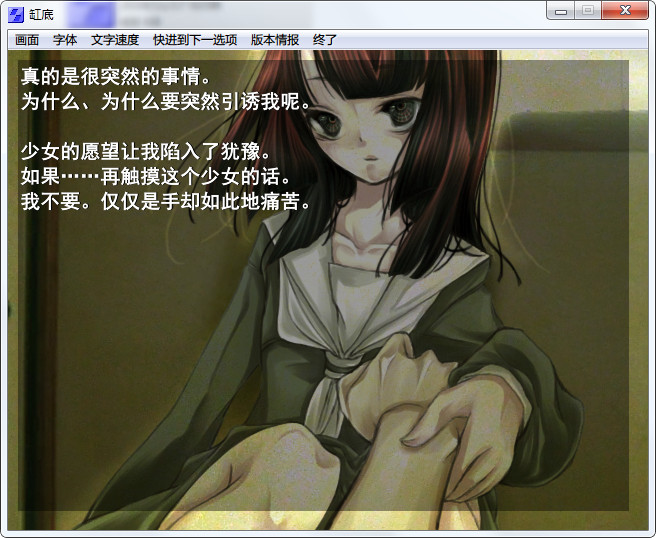 缸底
画面 字体 文字速度 快进到下一选项 版本情报 终了
真的是很突然的事情。
为什么、为什么要突然引诱我呢。
少女的愿望让我陷入了犹豫。
如果……再触摸这个少女的话。
我不要。仅仅是手却如此地痛苦。